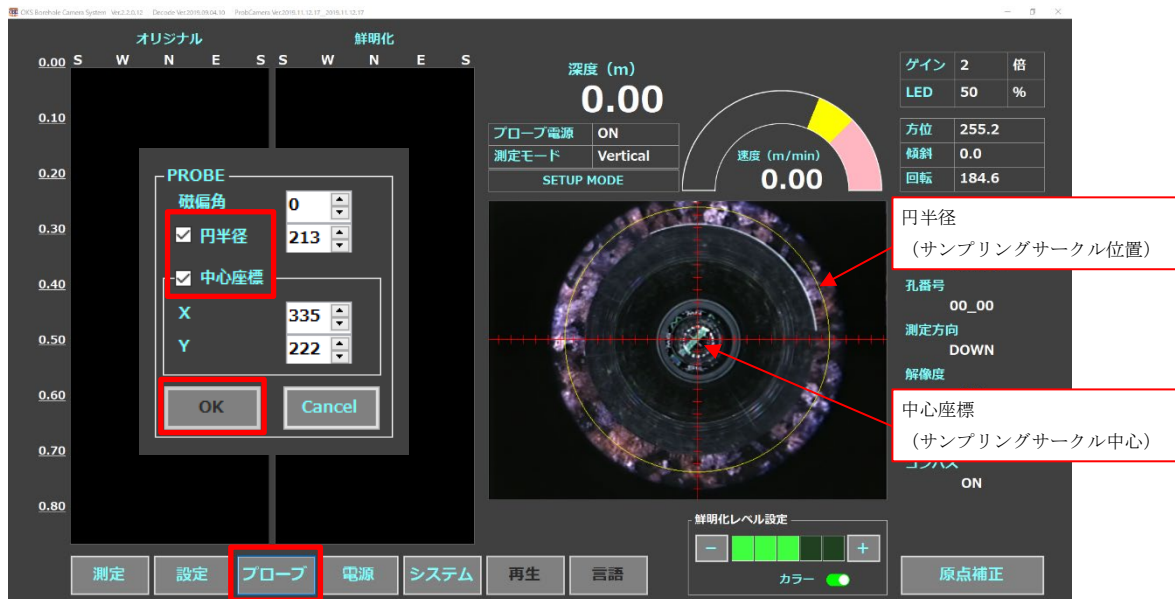 OKS Borehole Camera System Ver.2.2.0.12 Decode Ver.2019.09.04.10 ProbCamera Ver.2019.11.12.17_2019.11.12.17
オリジナル 鮮明化
S W N E S S W N E S
0.00
0.10
0.20
0.30
0.40
0.50
0.60
0.70
0.80
PROBE
磁偏角 0
円半径 213
中心座標
X 335
Y 222
OK Cancel
深度（m）
0.00
プローブ電源 ON
測定モード Vertical
SETUP MODE
速度（m/min）
0.00
ゲイン 2 倍
LED 50 %
方位 255.2
傾斜 0.0
回転 184.6
円半径
（サンプリングサークル位置）
孔番号
00_00
測定方向
DOWN
解像度
中心座標
（サンプリングサークル中心）
コンパス
ON
鮮明化レベル設定
− +
カラー
測定 設定 プローブ 電源 システム 再生 言語 原点補正